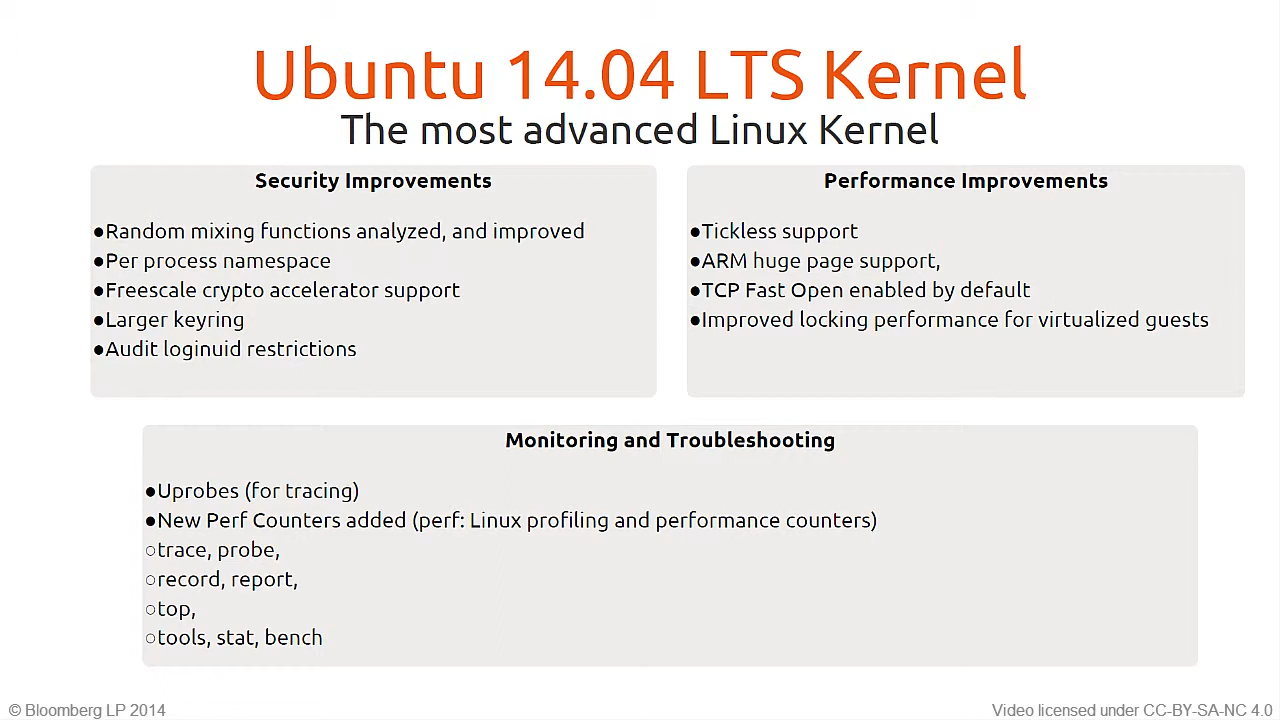 Ubuntu 14.04 LTS Kernel
The most advanced Linux Kernel
Security Improvements
●Random mixing functions analyzed, and improved
●Per process namespace
●Freescale crypto accelerator support
●Larger keyring
●Audit loginuid restrictions
Performance Improvements
●Tickless support
●ARM huge page support,
●TCP Fast Open enabled by default
●Improved locking performance for virtualized guests
Monitoring and Troubleshooting
●Uprobes (for tracing)
●New Perf Counters added (perf: Linux profiling and performance counters)
○trace, probe,
○record, report,
○top,
○tools, stat, bench
© Bloomberg LP 2014
Video licensed under CC-BY-SA-NC 4.0